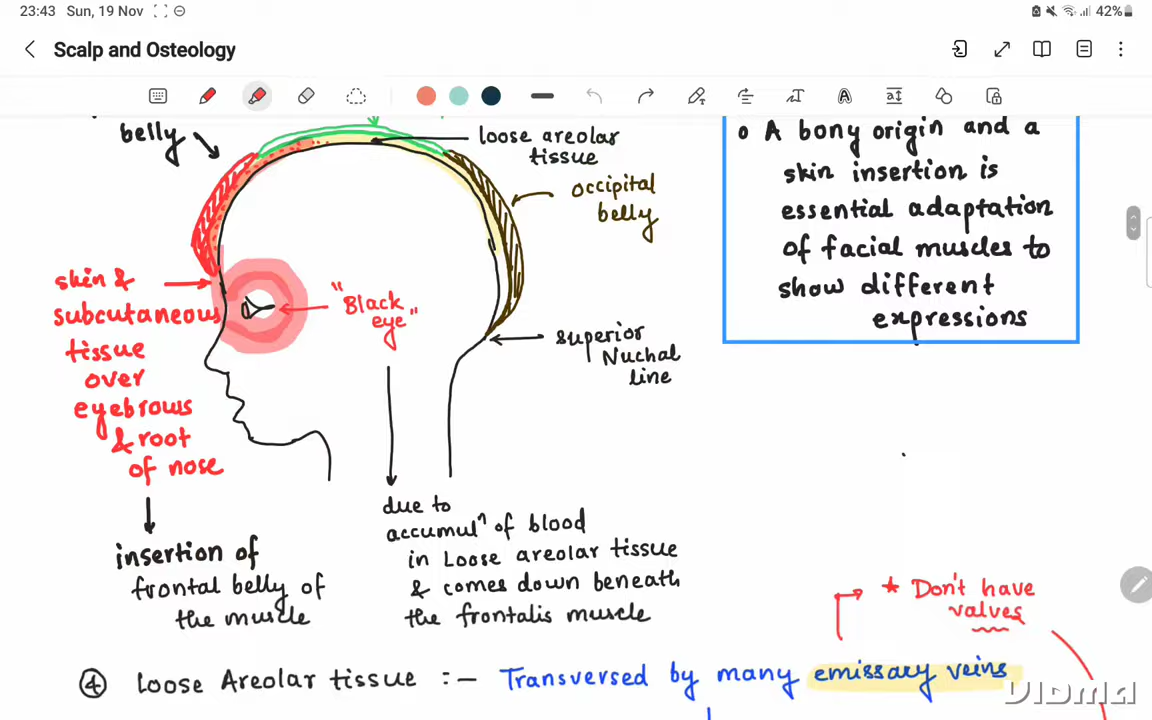 23:43 Sun, 19 Nov
42%
Scalp and Osteology
belly
loose areolar
tissue
occipital
belly
skin &
subcutaneous
tissue
over
eyebrows
& root
of nose
"Black
eye"
superior
Nuchal
line
insertion of
frontal belly of
the muscle
due to
accumulⁿ of blood
in Loose areolar tissue
& comes down beneath
the frontalis muscle
o A bony origin and a
skin insertion is
essential adaptation
of facial muscles to
show different
expressions
* Don't have
valves
④ Loose Areolar tissue :- Transversed by many emissary veins
VIDMA